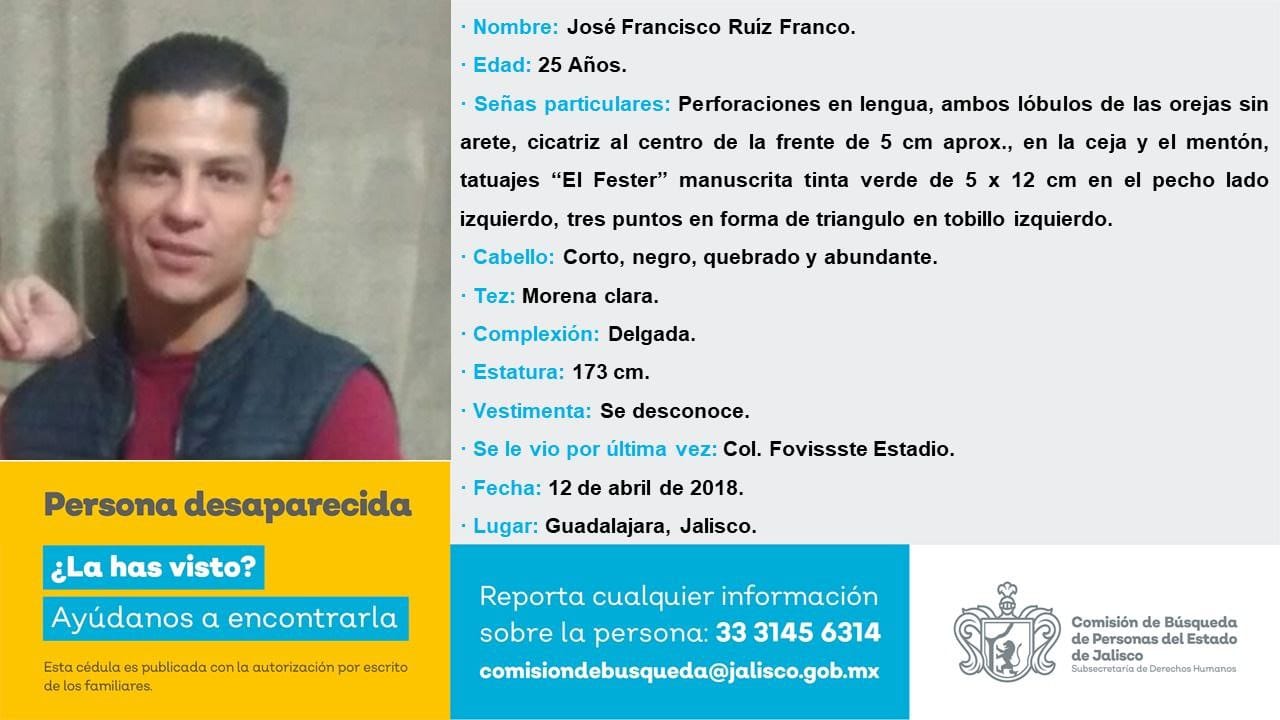 · Nombre: José Francisco Ruíz Franco.
· Edad: 25 Años.
· Señas particulares: Perforaciones en lengua, ambos lóbulos de las orejas sin
arete, cicatriz al centro de la frente de 5 cm aprox., en la ceja y el mentón,
tatuajes “El Fester” manuscrita tinta verde de 5 x 12 cm en el pecho lado
izquierdo, tres puntos en forma de triangulo en tobillo izquierdo.
· Cabello: Corto, negro, quebrado y abundante.
· Tez: Morena clara.
· Complexión: Delgada.
· Estatura: 173 cm.
· Vestimenta: Se desconoce.
· Se le vio por última vez: Col. Fovissste Estadio.
· Fecha: 12 de abril de 2018.
· Lugar: Guadalajara, Jalisco.
Persona desaparecida
¿La has visto?
Ayúdanos a encontrarla
Esta cédula es publicada con la autorización por escrito
de los familiares.
Reporta cualquier información
sobre la persona: 33 3145 6314
comisiondebusqueda@jalisco.gob.mx
Comisión de Búsqueda
de Personas del Estado
de Jalisco
Subsecretaría de Derechos Humanos